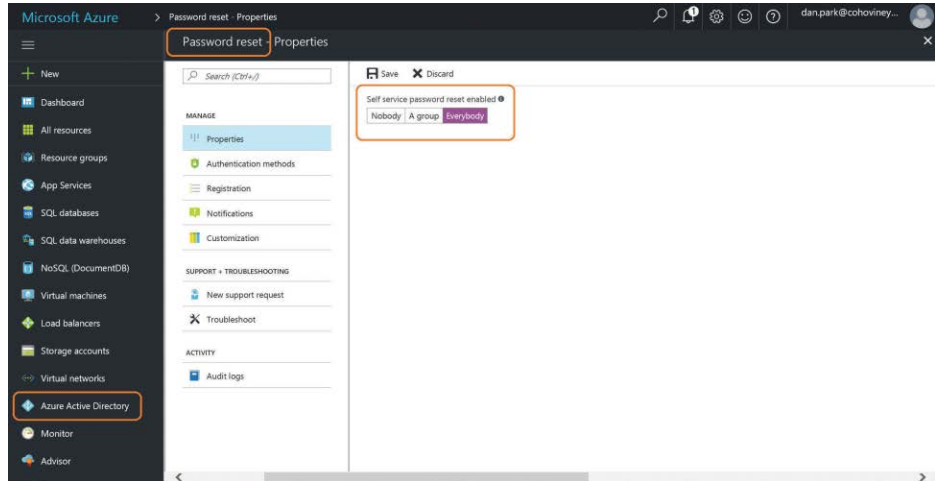 Microsoft Azure
Password reset - Properties
1
dan.park@cohoviney...
Password reset - Properties
New
Dashboard
All resources
Resource groups
App Services
SQL databases
SQL data warehouses
NoSQL (DocumentDB)
Virtual machines
Load balancers
Storage accounts
Virtual networks
Azure Active Directory
Monitor
Advisor
Search (Ctrl+/)
MANAGE
Properties
Authentication methods
Registration
Notifications
Customization
SUPPORT + TROUBLESHOOTING
New support request
Troubleshoot
ACTIVITY
Audit logs
Save Discard
Self service password reset enabled
Nobody A group Everybody